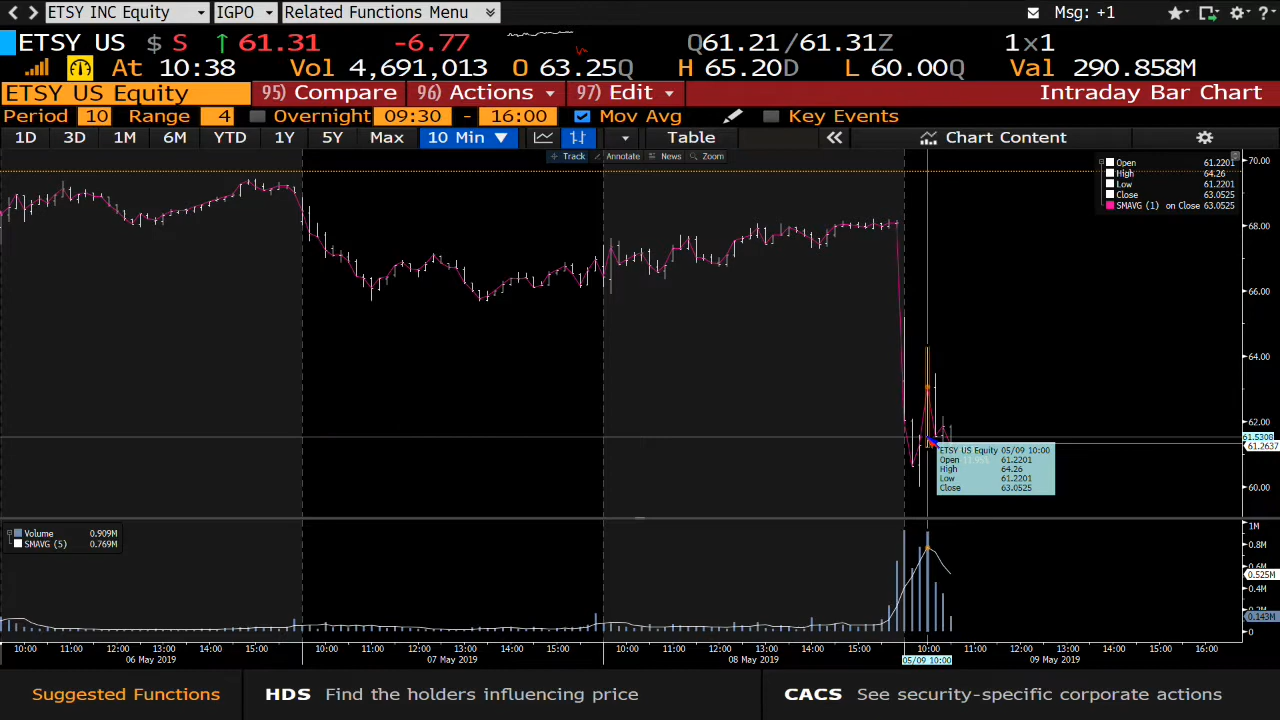 ETSY INC Equity IGPO Related Functions Menu Msg: +1
ETSY US $ S ↑ 61.31 -6.77 Q61.21/61.31Z 1x1
At 10:38 Vol 4,691,013 O 63.25Q H 65.20D L 60.00Q Val 290.858M
ETSY US Equity 95) Compare 96) Actions 97) Edit Intraday Bar Chart
Period 10 Range 4 Overnight 09:30 - 16:00 Mov Avg Key Events
1D 3D 1M 6M YTD 1Y 5Y Max 10 Min ▼ Table Chart Content
Track Annotate News Zoom
Open 61.2201
High 64.26
Low 61.2201
Close 63.0525
SMAVG (1) on Close 63.0525
70.00
68.00
66.00
64.00
62.00
61.5308
61.2637
60.00
ETSY US Equity 05/09 10:00
Open 61.2201
High 64.26
Low 61.2201
Close 63.0525
Volume 0.909M
SMAVG (5) 0.769M
1M
0.8M
0.6M
0.525M
0.4M
0.2M
0.143M
0
10:00 11:00 12:00 13:00 14:00 15:00 10:00 11:00 12:00 13:00 14:00 15:00 10:00 11:00 12:00 13:00 14:00 15:00 10:00 11:00 12:00 13:00 14:00 15:00 16:00
06 May 2019 07 May 2019 08 May 2019 05/09 10:00 09 May 2019
Suggested Functions HDS Find the holders influencing price CACS See security-specific corporate actions